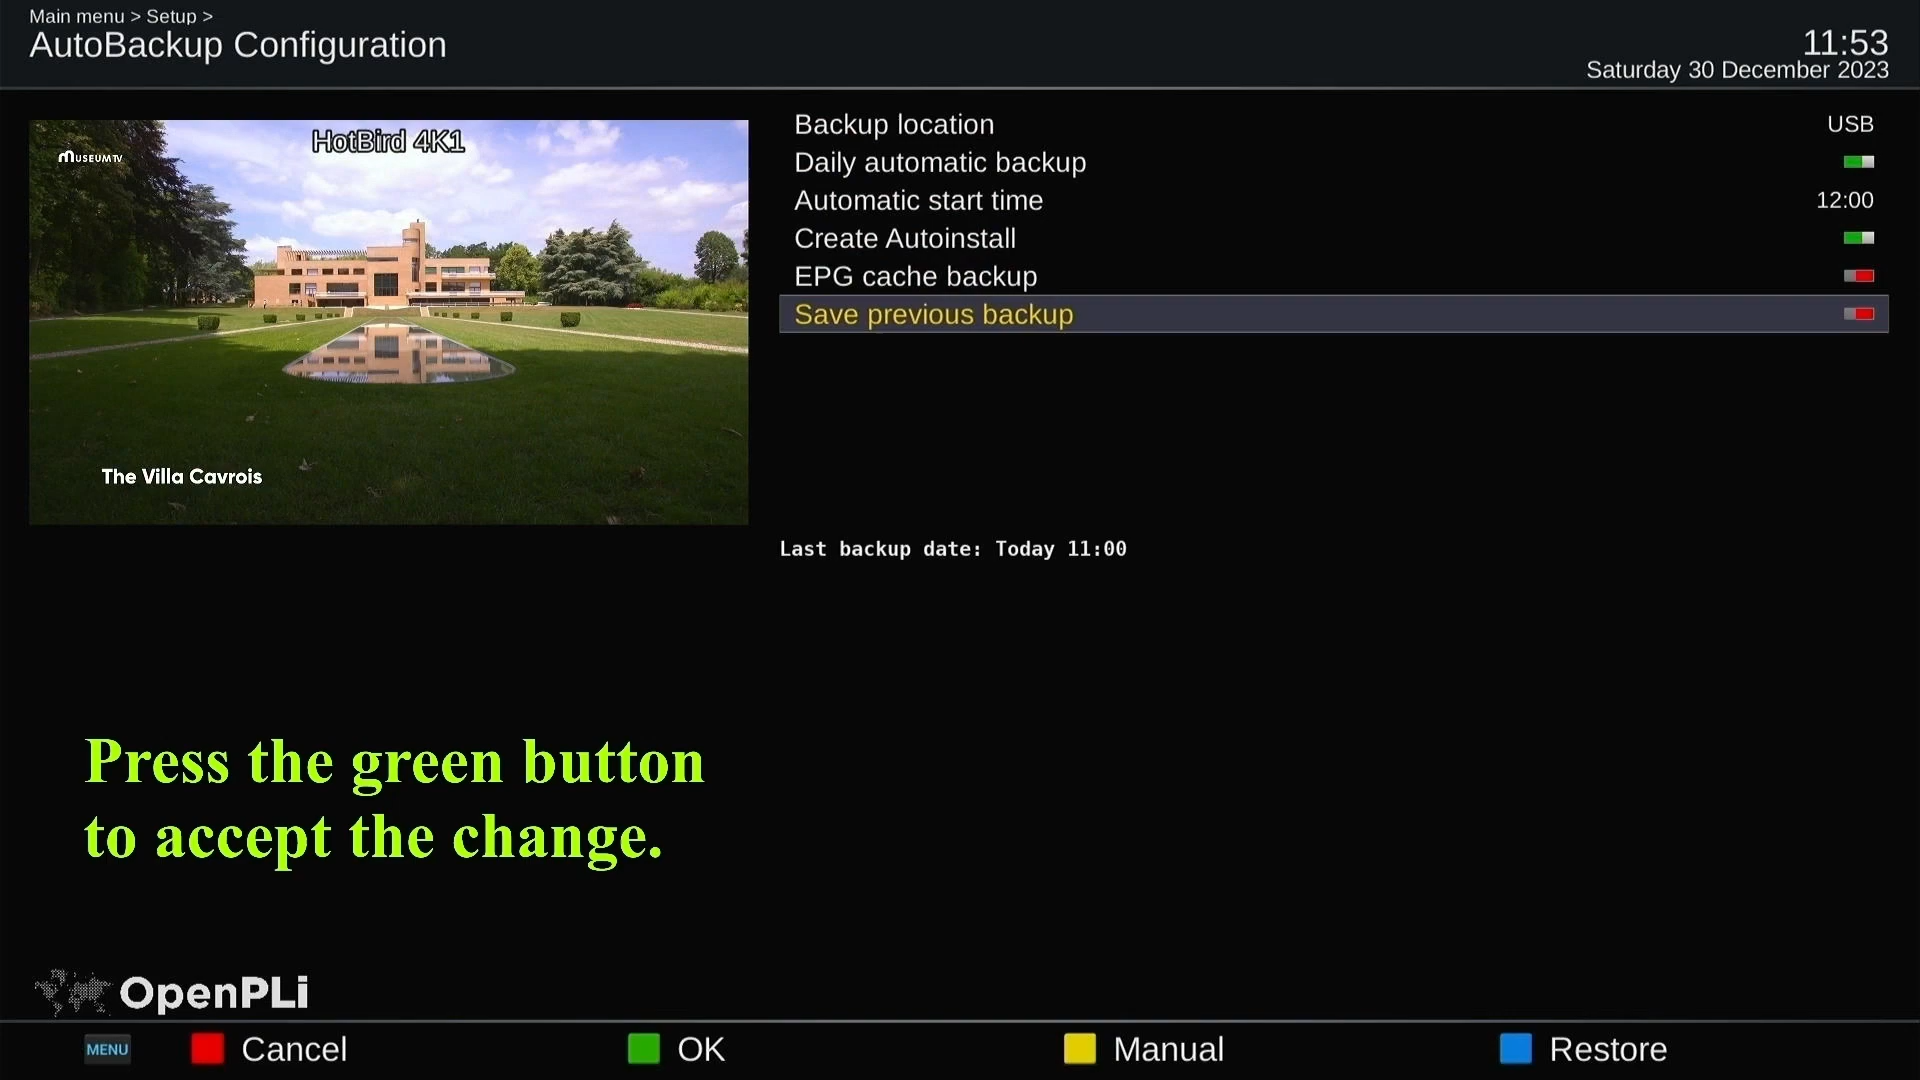 Main menu > Setup >
AutoBackup Configuration
11:53
Saturday 30 December 2023
MUSEUMTV
HotBird 4K1
The Villa Cavrois
Backup location USB
Daily automatic backup
Automatic start time 12:00
Create Autoinstall
EPG cache backup
Save previous backup
Last backup date: Today 11:00
Press the green button
to accept the change.
OpenPLi
MENU Cancel OK Manual Restore